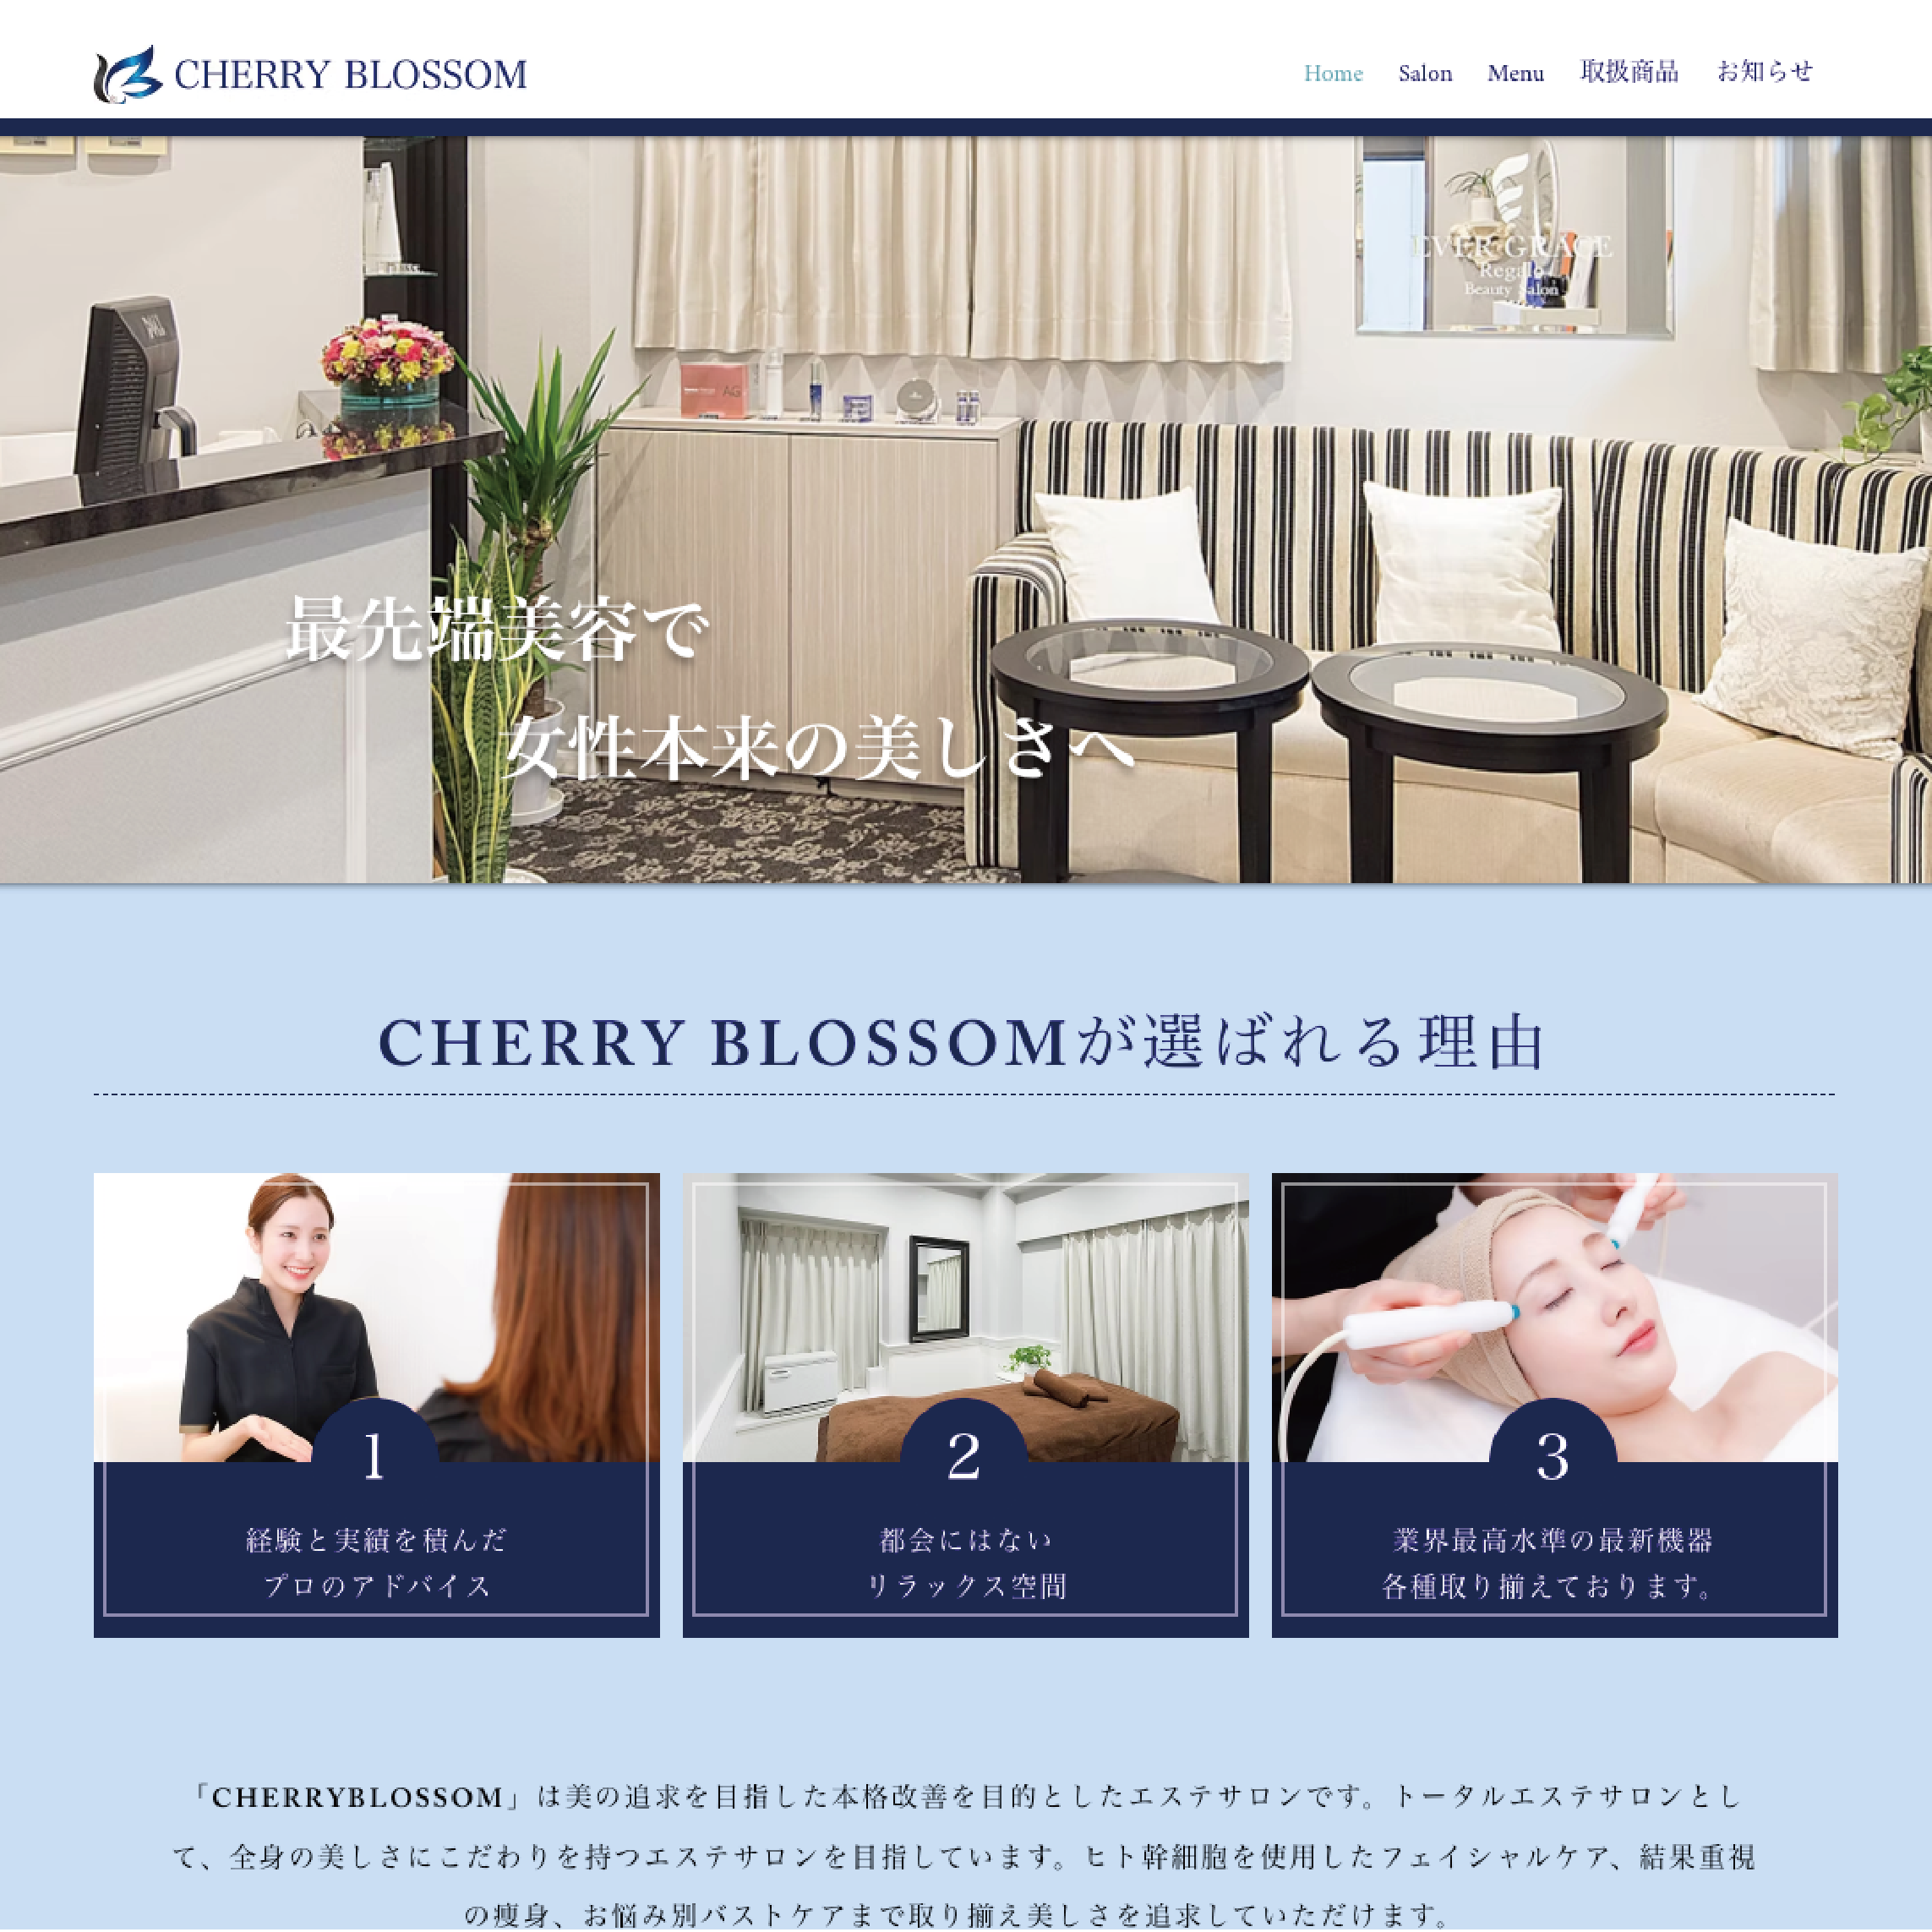 CHERRY BLOSSOM
Home Salon Menu 取扱商品 お知らせ
EVER GRACE
Regalo
Beauty Salon
AG
最先端美容で
女性本来の美しさへ
CHERRY BLOSSOMが選ばれる理由
1
経験と実績を積んだ
プロのアドバイス
2
都会にはない
リラックス空間
3
業界最高水準の最新機器
各種取り揃えております。
「CHERRYBLOSSOM」は美の追求を目指した本格改善を目的としたエステサロンです。トータルエステサロンとし
て、全身の美しさにこだわりを持つエステサロンを目指しています。ヒト幹細胞を使用したフェイシャルケア、結果重視
の痩身、お悩み別バストケアまで取り揃え美しさを追求していただけます。